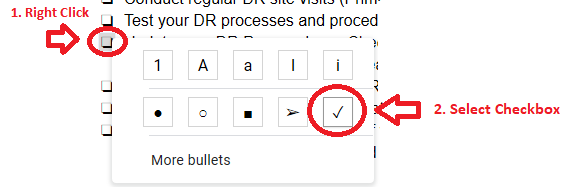 Conduct regular DR site visits (Prim
1. Right Click
Test your DR processes and proced
1 A a I i
● ○ ■ ➢ ✓
2. Select Checkbox
More bullets